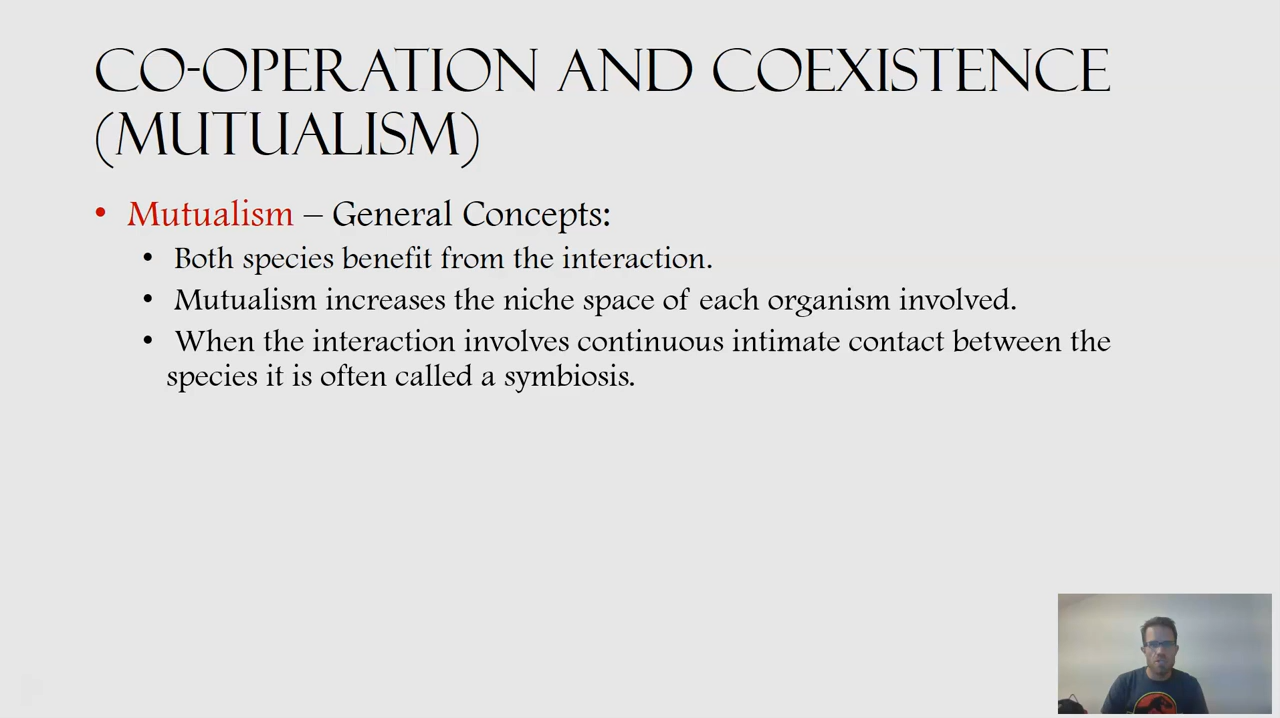 CO-OPERATION AND COEXISTENCE
(MUTUALISM)
• Mutualism – General Concepts:
• Both species benefit from the interaction.
• Mutualism increases the niche space of each organism involved.
• When the interaction involves continuous intimate contact between the
species it is often called a symbiosis.